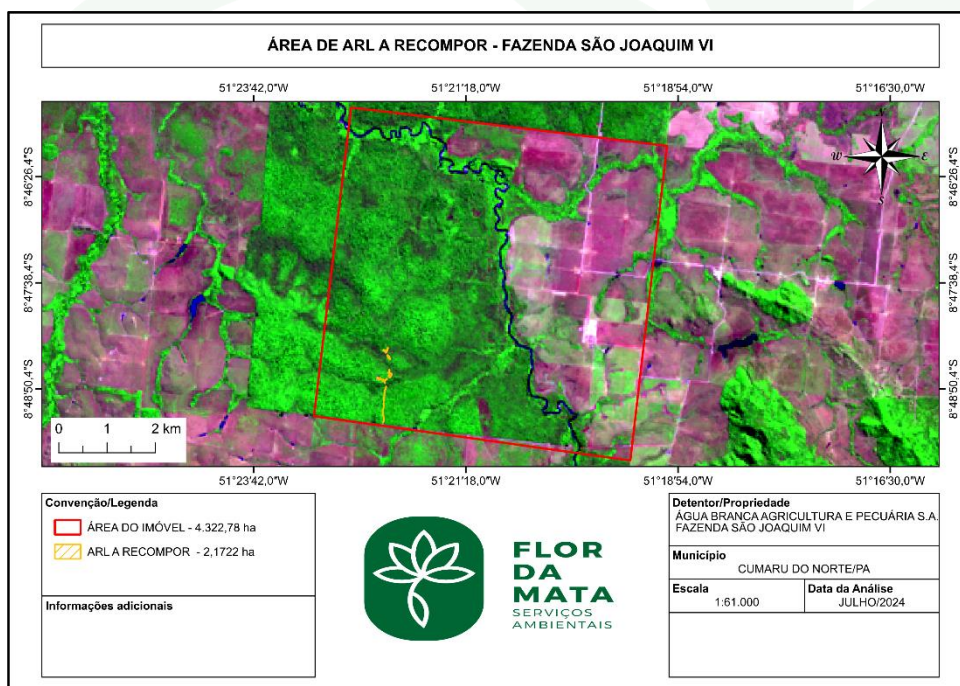 ÁREA DE ARL A RECOMPOR - FAZENDA SÃO JOAQUIM VI
51°23'42,0"W 51°21'18,0"W 51°18'54,0"W 51°16'30,0"W
N
W E
S
8°46'26,4"S 8°46'26,4"S
8°47'38,4"S 8°47'38,4"S
8°48'50,4"S 8°48'50,4"S
0 1 2 km
51°23'42,0"W 51°21'18,0"W 51°18'54,0"W 51°16'30,0"W
Convenção/Legenda
ÁREA DO IMÓVEL - 4.322,78 ha
ARL A RECOMPOR - 2,1722 ha
Informações adicionais
FLOR
DA
MATA
SERVIÇOS
AMBIENTAIS
Detentor/Propriedade
ÁGUA BRANCA AGRICULTURA E PECUÁRIA S.A.
FAZENDA SÃO JOAQUIM VI
Município
CUMARU DO NORTE/PA
Escala
1:61.000
Data da Análise
JULHO/2024